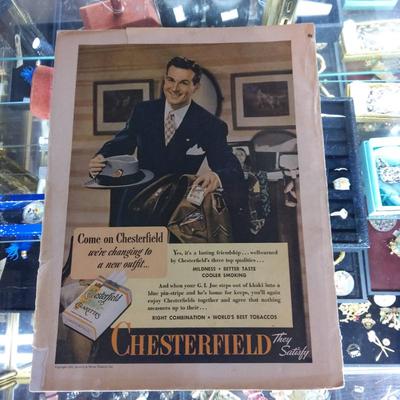 Come on Chesterfield
we're changing to
a new outfit...
Yes, it's a lasting friendship... wellearned
by Chesterfield's three top qualities...
MILDNESS • BETTER TASTE
COOLER SMOKING
And when your G. I. Joe steps out of khaki into a
blue pin-stripe and he's home for keeps, you'll again
enjoy Chesterfields together and agree that nothing
measures up to their...
RIGHT COMBINATION • WORLD'S BEST TOBACCOS
Chesterfield
CIGARETTES
CHESTERFIELD They
Satisfy
Copyright